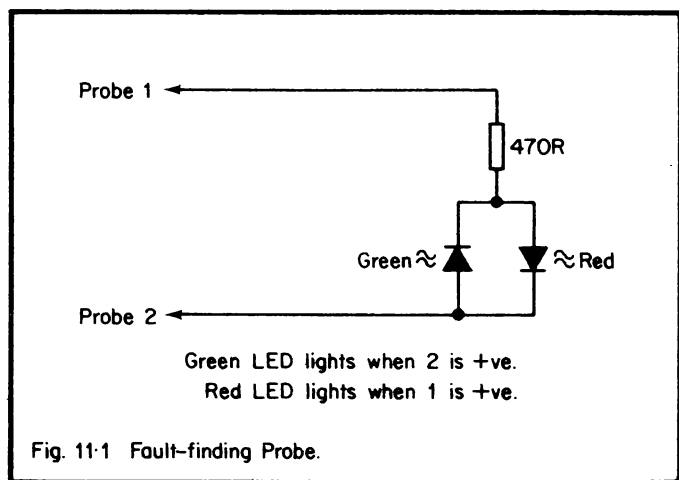 Probe 1
470R
Green
Red
Probe 2
Green LED lights when 2 is +ve.
Red LED lights when 1 is +ve.
Fig. 11·1 Fault-finding Probe.